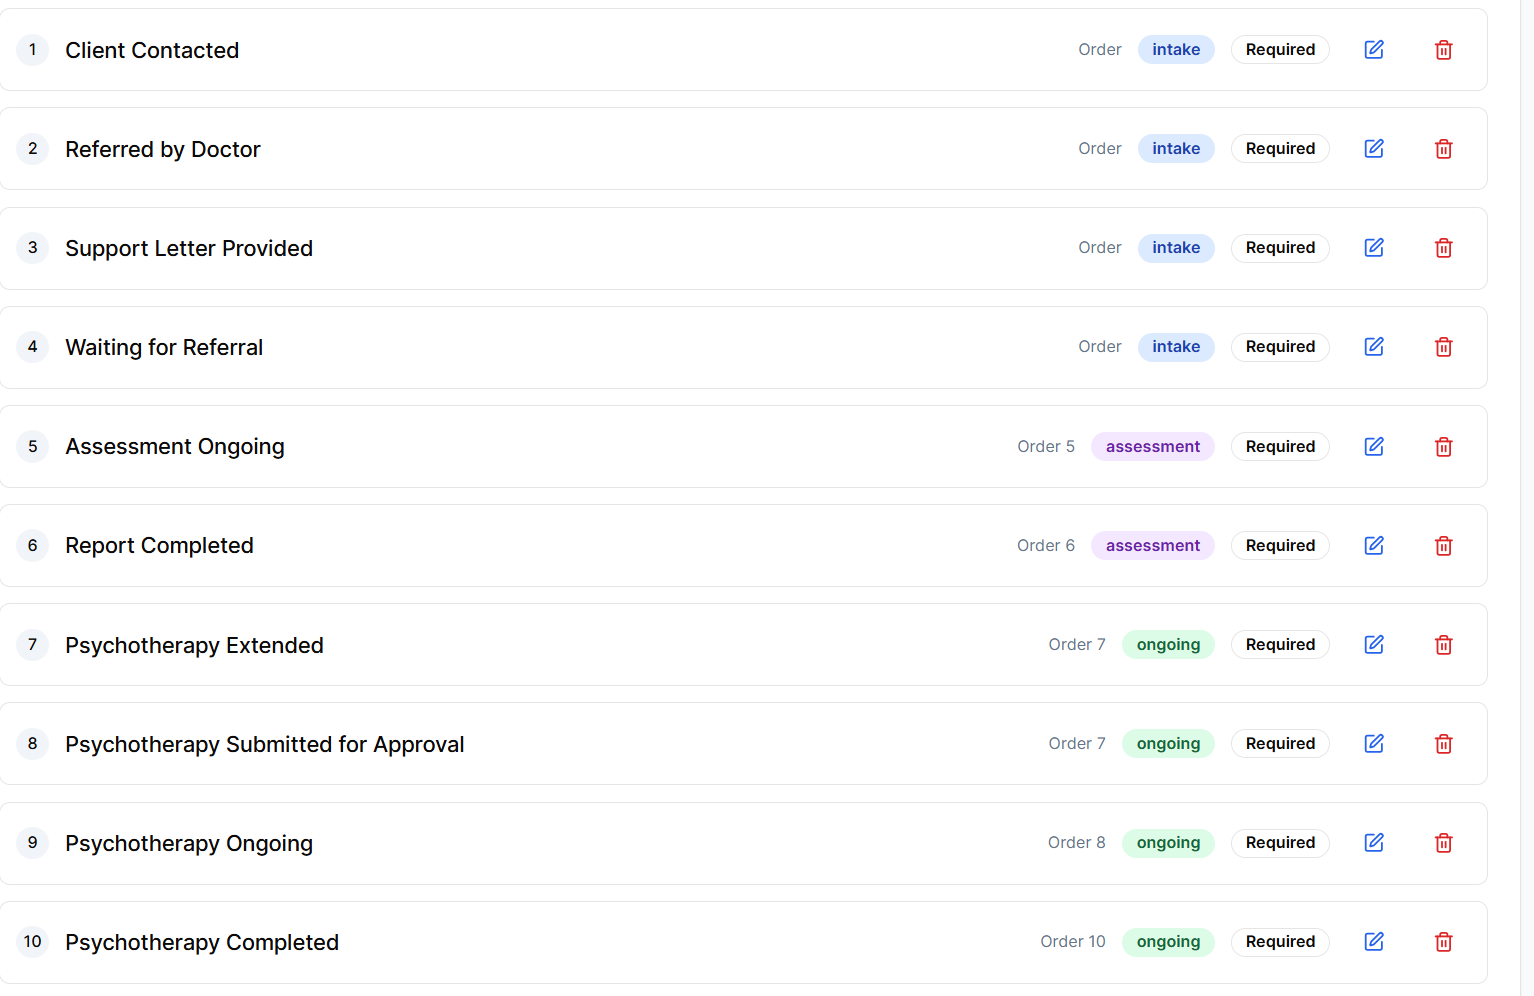 1 Client Contacted Order intake Required
2 Referred by Doctor Order intake Required
3 Support Letter Provided Order intake Required
4 Waiting for Referral Order intake Required
5 Assessment Ongoing Order 5 assessment Required
6 Report Completed Order 6 assessment Required
7 Psychotherapy Extended Order 7 ongoing Required
8 Psychotherapy Submitted for Approval Order 7 ongoing Required
9 Psychotherapy Ongoing Order 8 ongoing Required
10 Psychotherapy Completed Order 10 ongoing Required